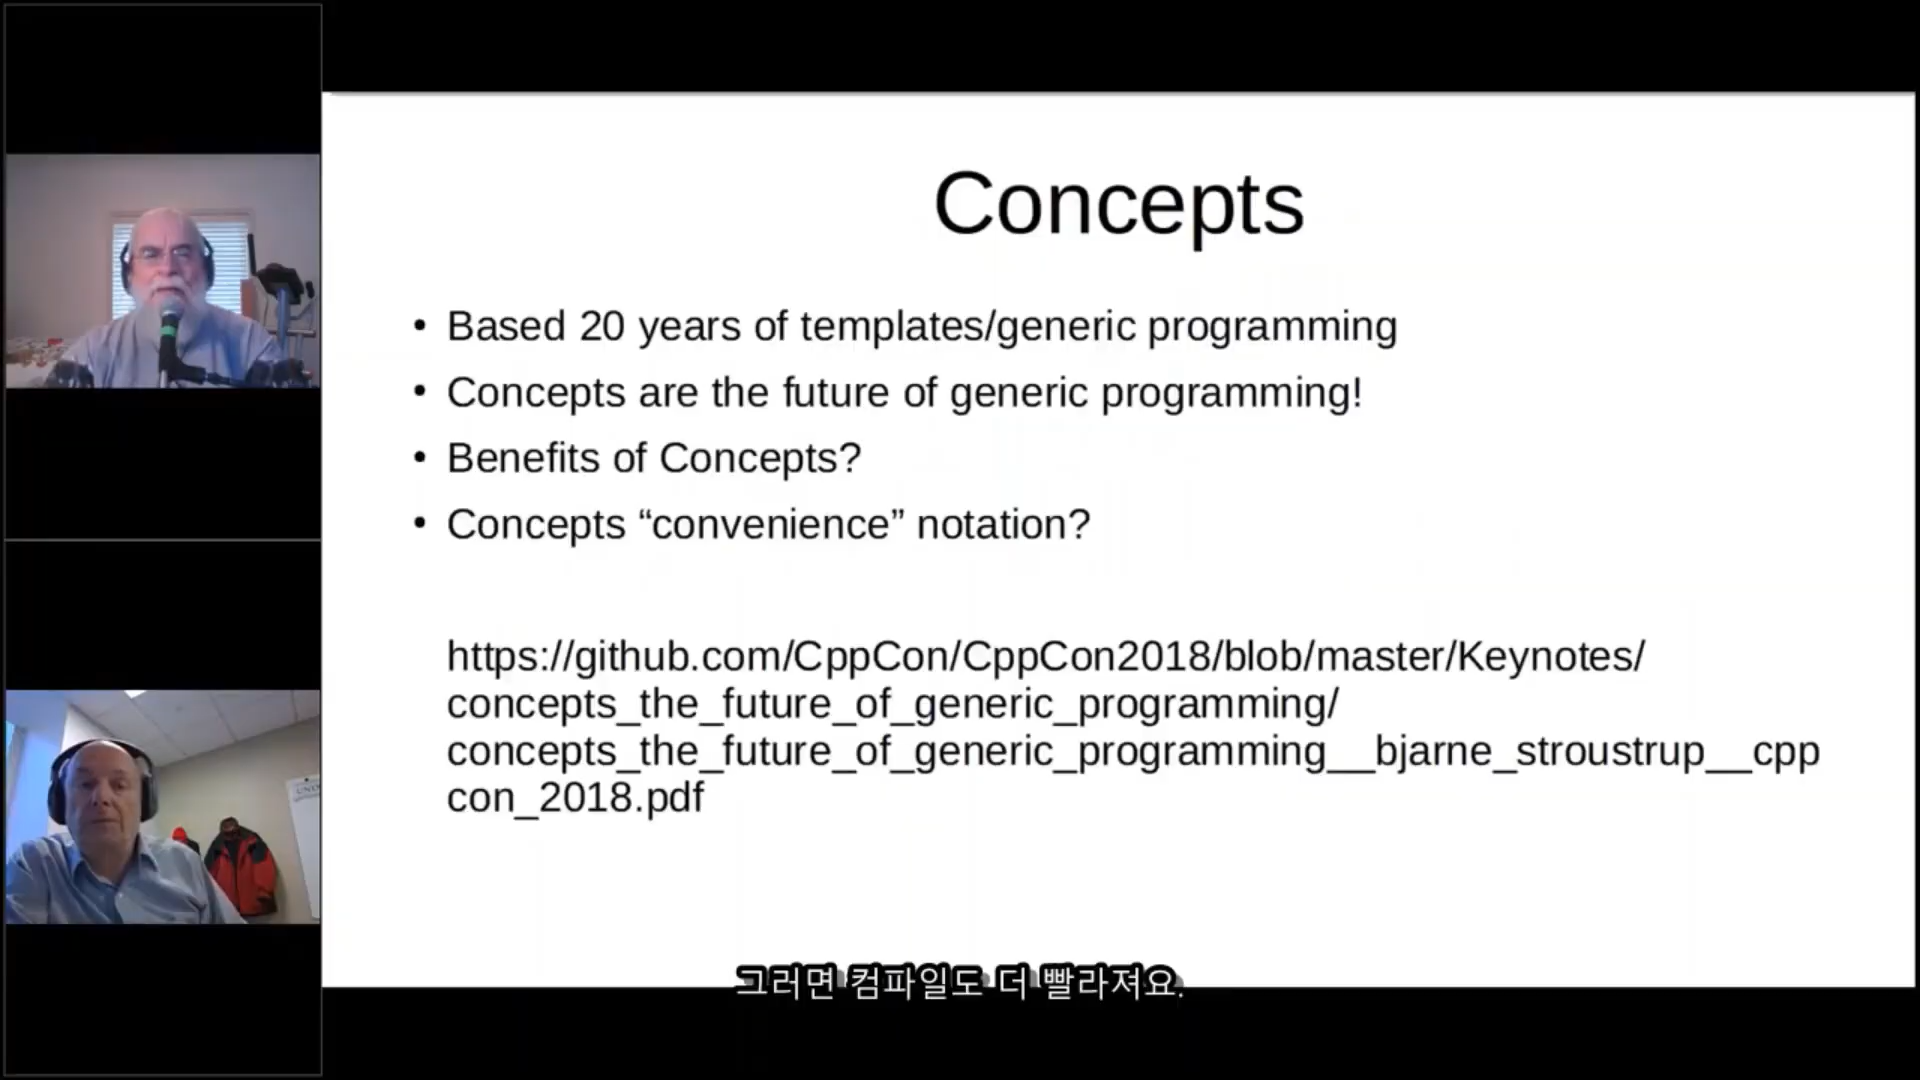 Concepts
• Based 20 years of templates/generic programming
• Concepts are the future of generic programming!
• Benefits of Concepts?
• Concepts “convenience” notation?
https://github.com/CppCon/CppCon2018/blob/master/Keynotes/
concepts_the_future_of_generic_programming/
concepts_the_future_of_generic_programming__bjarne_stroustrup__cpp
con_2018.pdf
그러면 컴파일도 더 빨라져요.